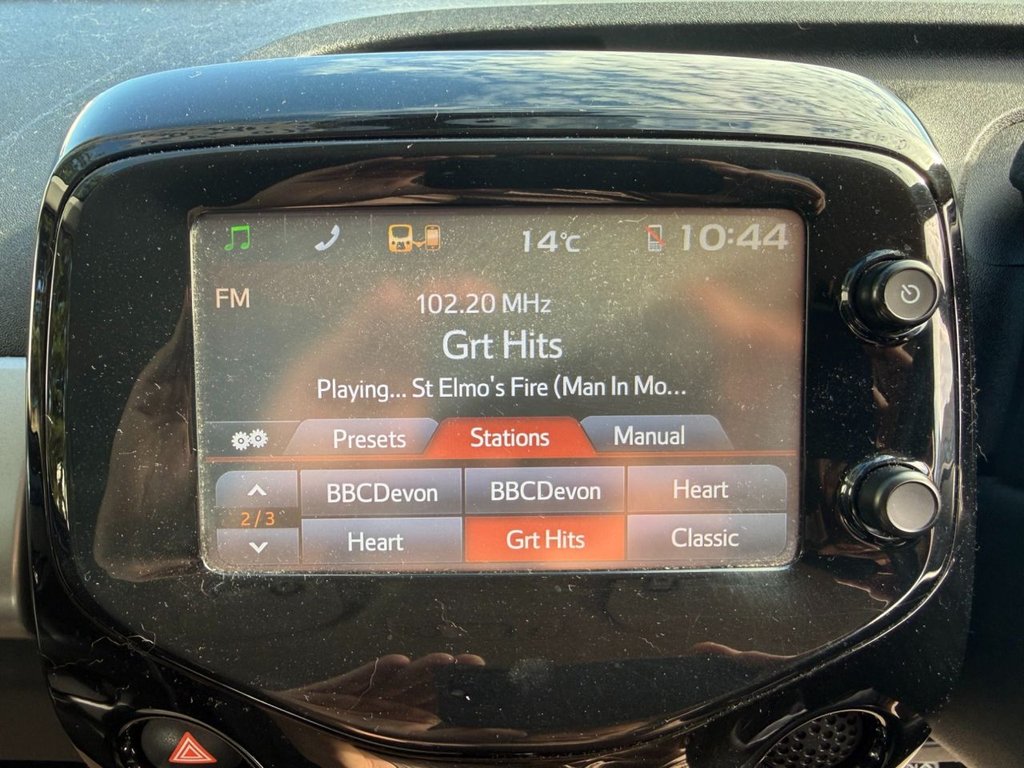 14°C 10:44
FM
102.20 MHz
Grt Hits
Playing... St Elmo's Fire (Man In Mo...
Presets Stations Manual
BBCDevon BBCDevon Heart
2/3
Heart Grt Hits Classic